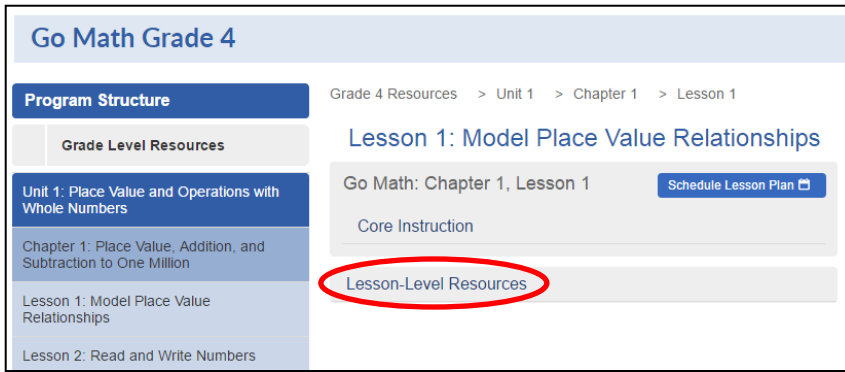 Go Math Grade 4
Program Structure
Grade Level Resources
Unit 1: Place Value and Operations with
Whole Numbers
Chapter 1: Place Value, Addition, and
Subtraction to One Million
Lesson 1: Model Place Value
Relationships
Lesson 2: Read and Write Numbers
Grade 4 Resources > Unit 1 > Chapter 1 > Lesson 1
Lesson 1: Model Place Value Relationships
Go Math: Chapter 1, Lesson 1
Schedule Lesson Plan
Core Instruction
Lesson-Level Resources